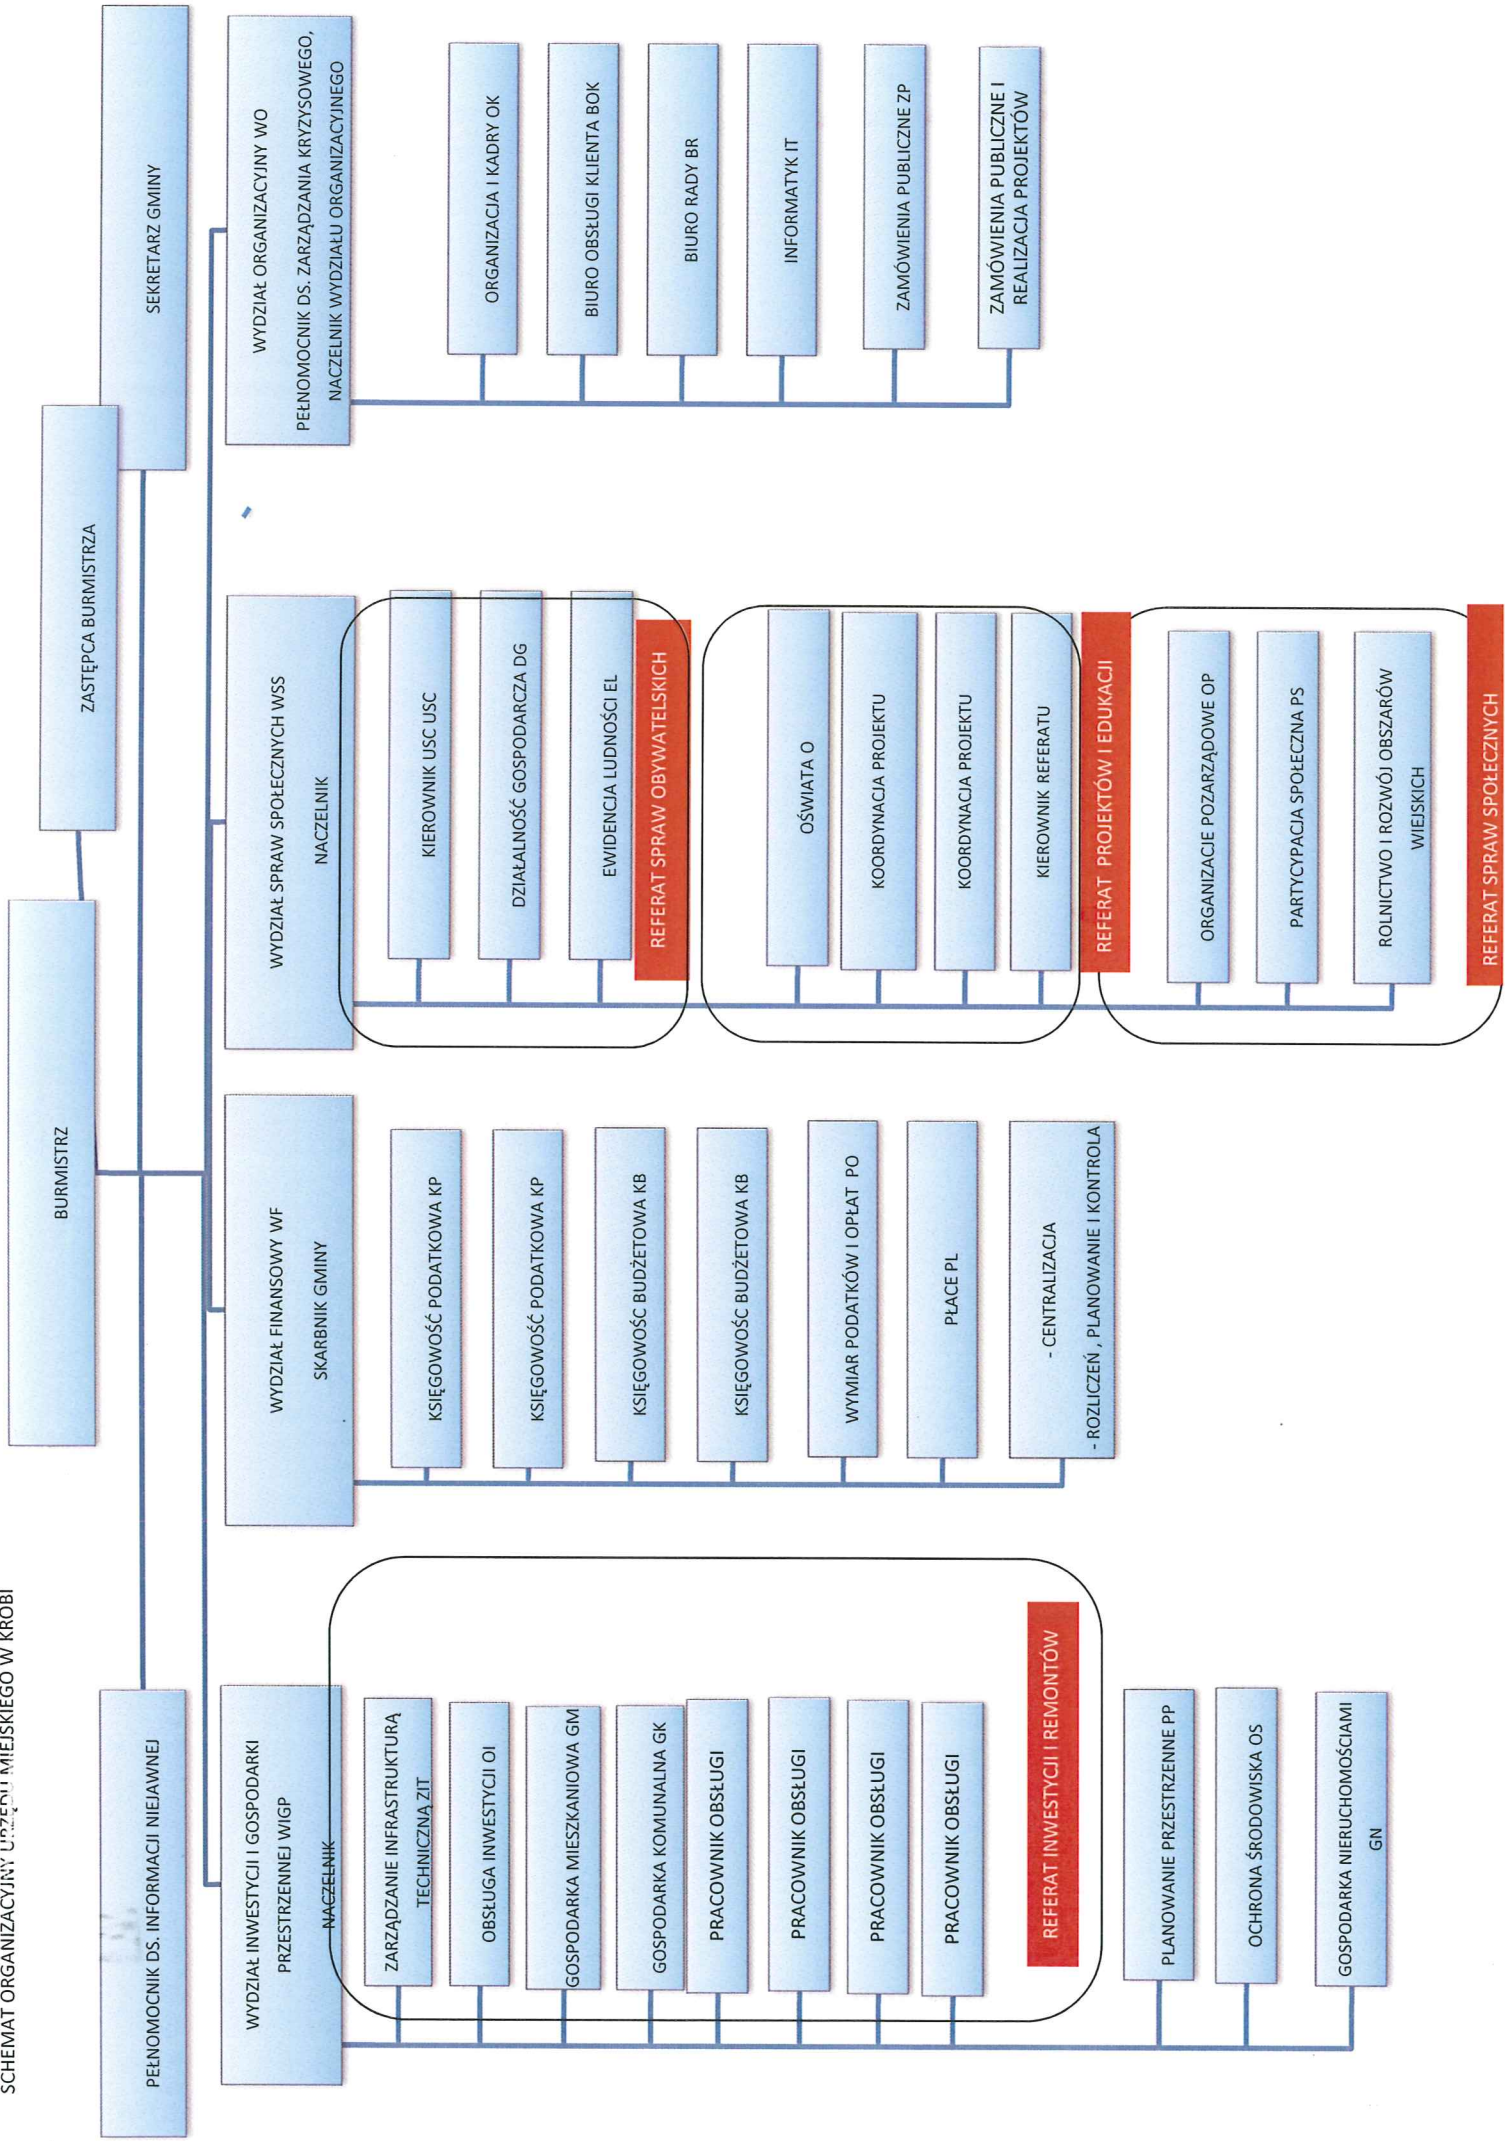 SCHEMAT ORGANIZACYJNY URZĘDU MIEJSKIEGO W KROBI
BURMISTRZ
ZASTĘPCA BURMISTRZA
PEŁNOMOCNIK DS. INFORMACJI NIEJAWNEJ
SEKRETARZ GMINY
WYDZIAŁ INWESTYCJI I GOSPODARKI
PRZESTRZENNEJ WIGP
NACZELNIK
ZARZĄDZANIE INFRASTRUKTURĄ
TECHNICZNĄ ZIT
OBSŁUGA INWESTYCJI OI
GOSPODARKA MIESZKANIOWA GM
GOSPODARKA KOMUNALNA GK
PRACOWNIK OBSŁUGI
PRACOWNIK OBSŁUGI
PRACOWNIK OBSŁUGI
PRACOWNIK OBSŁUGI
REFERAT INWESTYCJI I REMONTÓW
PLANOWANIE PRZESTRZENNE PP
OCHRONA ŚRODOWISKA OS
GOSPODARKA NIERUCHOMOŚCIAMI
GN
WYDZIAŁ FINANSOWY WF
SKARBNIK GMINY
KSIĘGOWOŚĆ PODATKOWA KP
KSIĘGOWOŚĆ PODATKOWA KP
KSIĘGOWOŚC BUDŻETOWA KB
KSIĘGOWOŚC BUDŻETOWA KB
WYMIAR PODATKÓW I OPŁAT PO
PŁACE PL
- CENTRALIZACJA
- ROZLICZEŃ , PLANOWANIE I KONTROLA
WYDZIAŁ SPRAW SPOŁECZNYCH WSS
NACZELNIK
KIEROWNIK USC USC
DZIAŁALNOŚĆ GOSPODARCZA DG
EWIDENCJA LUDNOŚCI EL
REFERAT SPRAW OBYWATELSKICH
OŚWIATA O
KOORDYNACJA PROJEKTU
KOORDYNACJA PROJEKTU
KIEROWNIK REFERATU
REFERAT PROJEKTÓW I EDUKACJI
ORGANIZACJE POZARZĄDOWE OP
PARTYCYPACJA SPOŁECZNA PS
ROLNICTWO I ROZWÓJ OBSZARÓW
WIEJSKICH
REFERAT SPRAW SPOŁECZNYCH
WYDZIAŁ ORGANIZACYJNY WO
PEŁNOMOCNIK DS. ZARZĄDZANIA KRYZYSOWEGO,
NACZELNIK WYDZIAŁU ORGANIZACYJNEGO
ORGANIZACJA I KADRY OK
BIURO OBSŁUGI KLIENTA BOK
BIURO RADY BR
INFORMATYK IT
ZAMÓWIENIA PUBLICZNE ZP
ZAMÓWIENIA PUBLICZNE I
REALIZACJA PROJEKTÓW